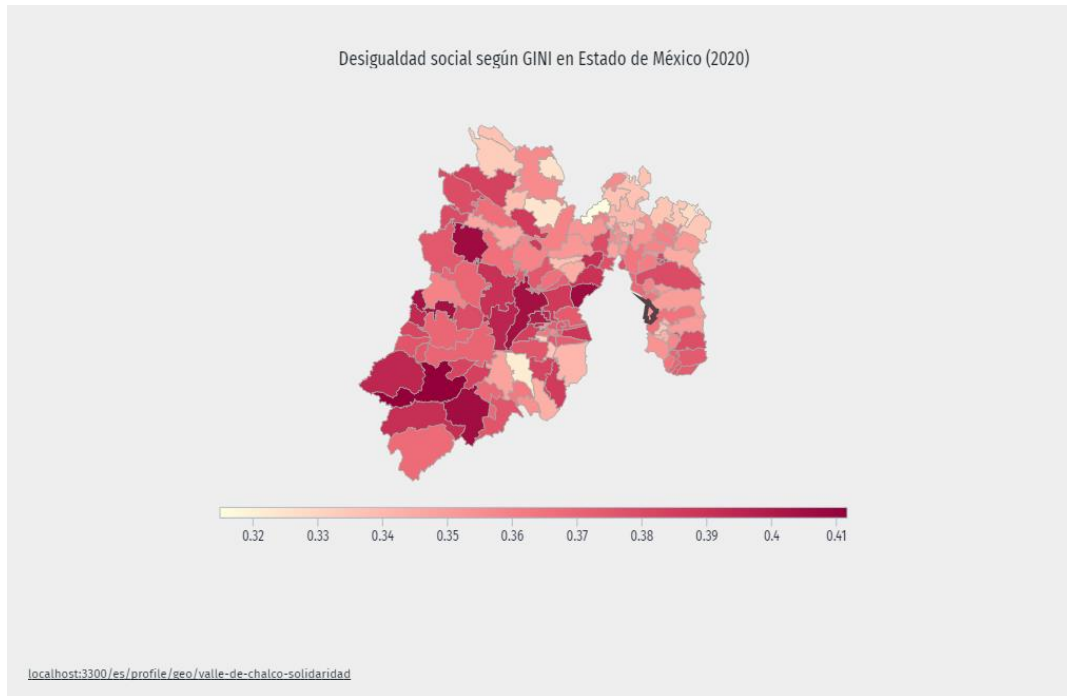 Desigualdad social según GINI en Estado de México (2020)
0.32 0.33 0.34 0.35 0.36 0.37 0.38 0.39 0.4 0.41
localhost:3300/es/profile/geo/valle-de-chalco-solidaridad